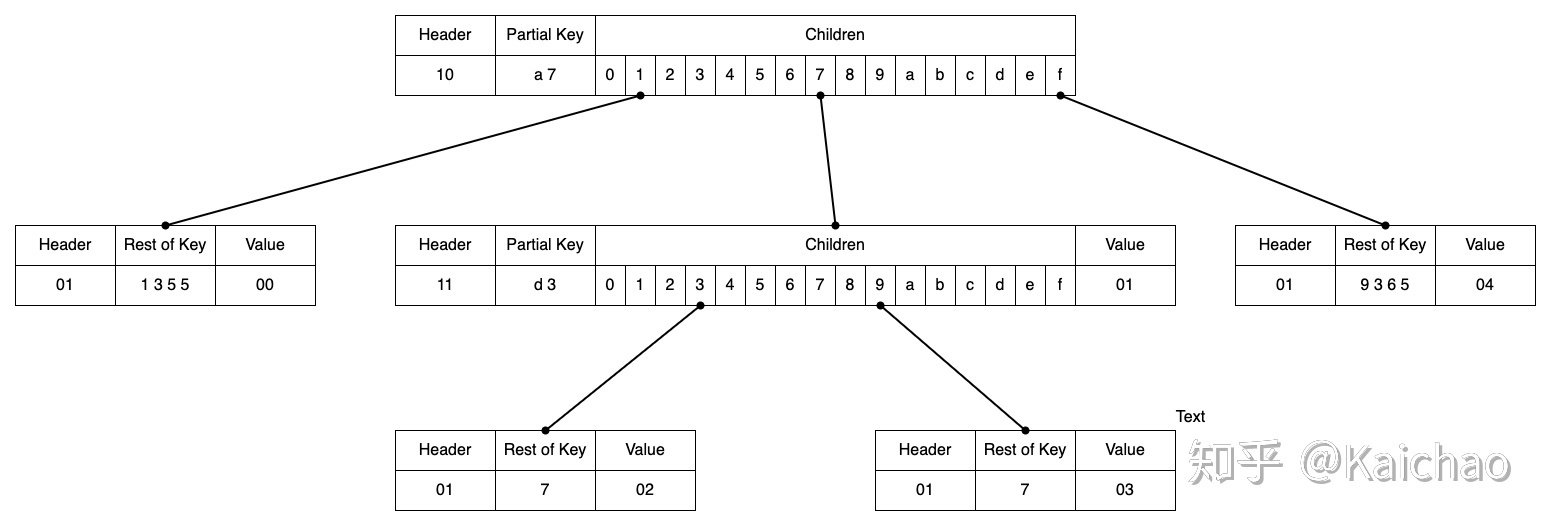 Header Partial Key Children
10 a 7 0 1 2 3 4 5 6 7 8 9 a b c d e f
Header Rest of Key Value
01 1 3 5 5 00
Header Partial Key Children Value
11 d 3 0 1 2 3 4 5 6 7 8 9 a b c d e f 01
Header Rest of Key Value
01 9 3 6 5 04
Header Rest of Key Value
01 7 02
Text
Header Rest of Key Value
01 7 03
知乎 @Kaichao